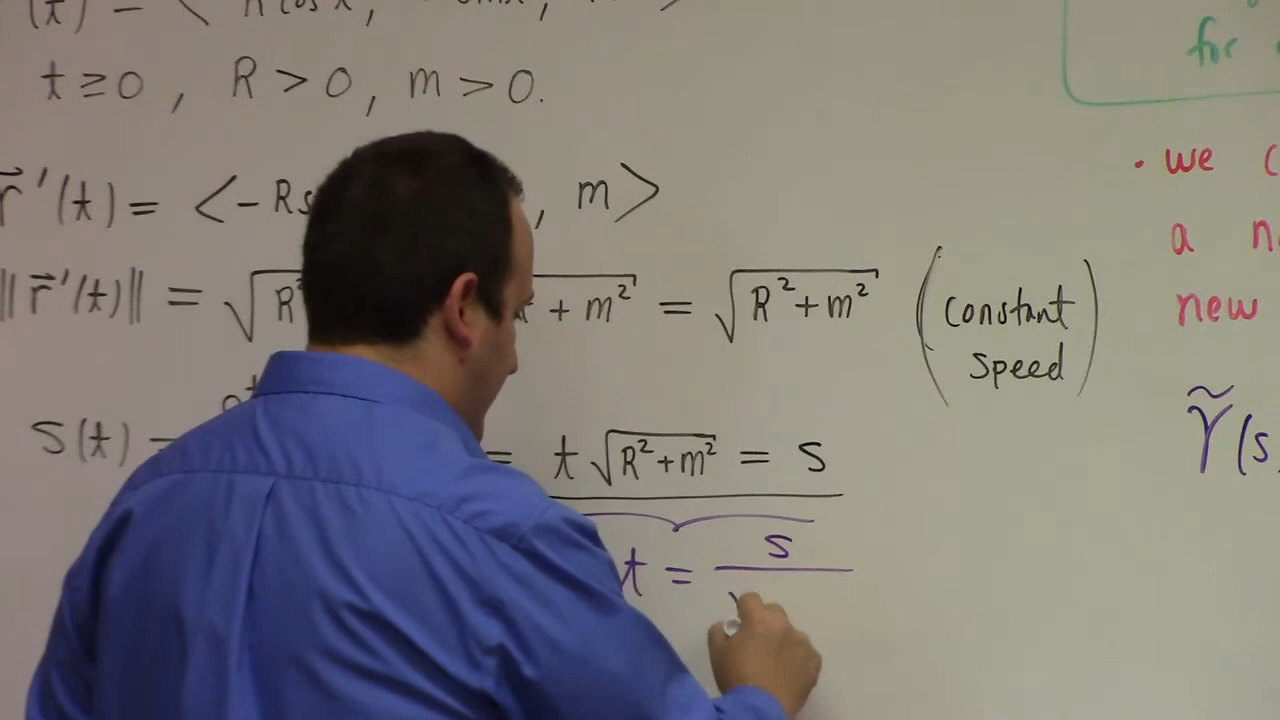 (t) = <
t ≥ 0 , R > 0, m > 0.
r⃗ '(t) = <-Rs , m>
||r⃗ '(t)|| = √R² + m² = √R² + m² (constant speed)
S(t) = = t √R² + m² = s
t = s
for
• we
a
new
γ̃(s